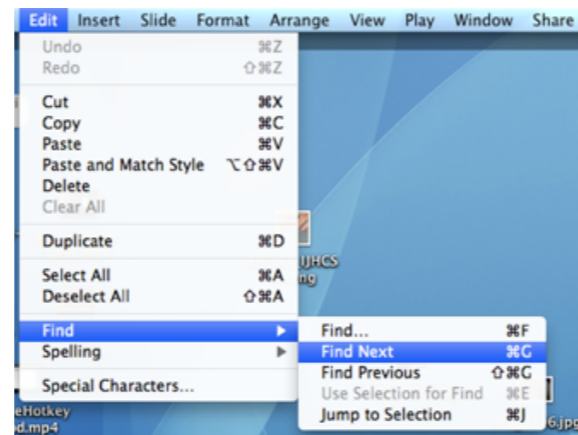 Edit Insert Slide Format Arrange View Play Window Share
Undo ⌘Z
Redo ⇧⌘Z
Cut ⌘X
Copy ⌘C
Paste ⌘V
Paste and Match Style ⌥⇧⌘V
Delete
Clear All
Duplicate ⌘D
Select All ⌘A
Deselect All ⇧⌘A
Find
Spelling
Special Characters...
Find... ⌘F
Find Next ⌘G
Find Previous ⇧⌘G
Use Selection for Find ⌘E
Jump to Selection ⌘J
IJHCS
ng
eHotkey
d.mp4
6.jpg